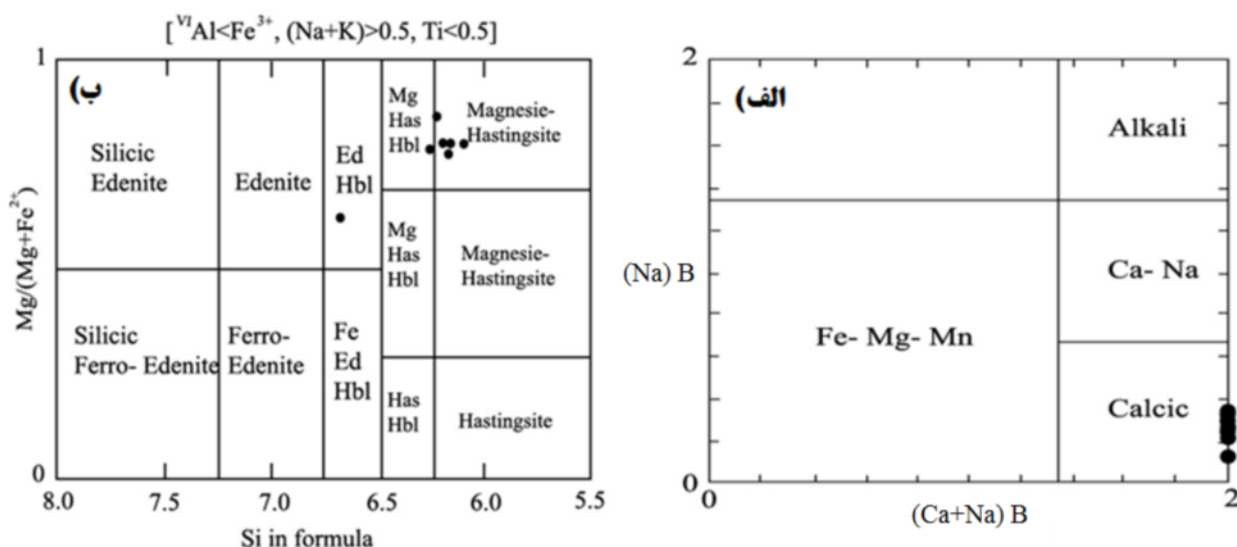 [ ⱽᴵAl<Fe³⁺, (Na+K)>0.5, Ti<0.5]
1
ب)
Silicic
Edenite
Edenite
Ed
Hbl
Mg
Has
Hbl
Magnesie-
Hastingsite
Mg
Has
Hbl
Magnesie-
Hastingsite
Silicic
Ferro- Edenite
Ferro-
Edenite
Fe
Ed
Hbl
Has
Hbl
Hastingsite
Mg/(Mg+Fe²⁺)
0
8.0 7.5 7.0 6.5 6.0 5.5
Si in formula
2
الف)
Alkali
(Na) B
Ca- Na
Fe- Mg- Mn
Calcic
0
0 2
(Ca+Na) B